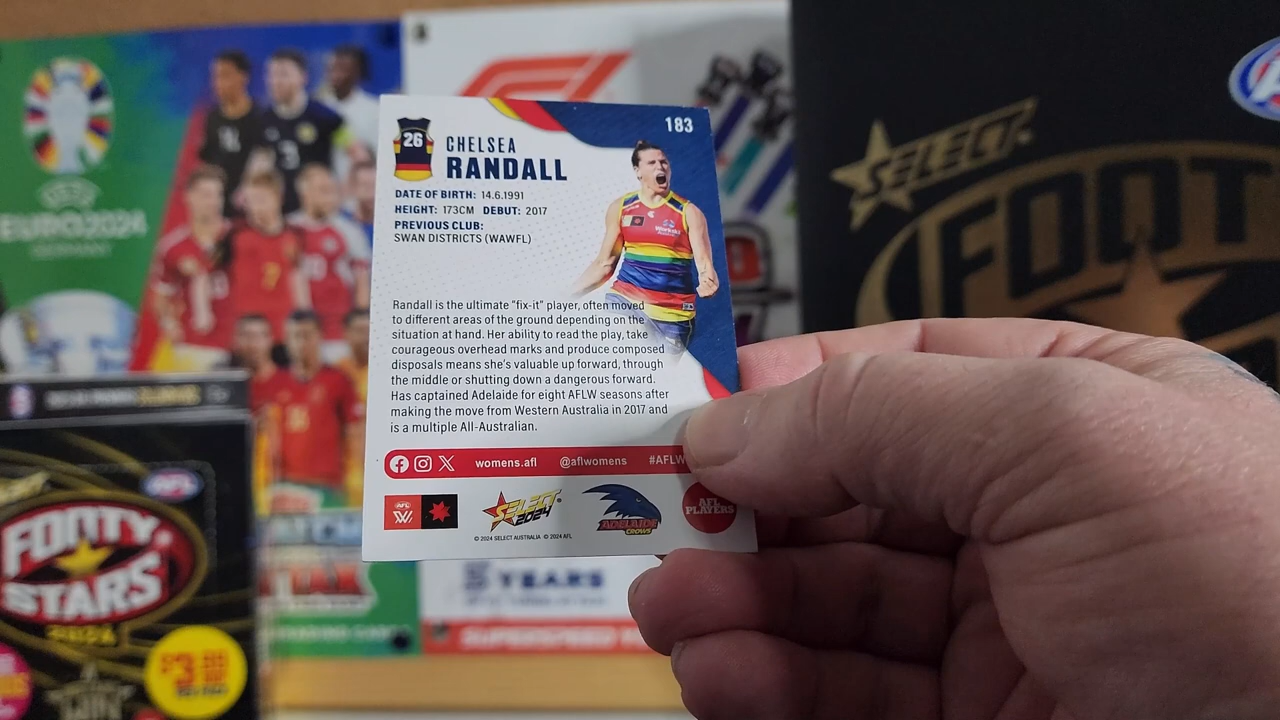 183
26
CHELSEA
RANDALL
DATE OF BIRTH: 14.6.1991
HEIGHT: 173CM DEBUT: 2017
PREVIOUS CLUB:
SWAN DISTRICTS (WAWFL)
Randall is the ultimate "fix-it" player, often moved
to different areas of the ground depending on the
situation at hand. Her ability to read the play, take
courageous overhead marks and produce composed
disposals means she's valuable up forward, through
the middle or shutting down a dangerous forward.
Has captained Adelaide for eight AFLW seasons after
making the move from Western Australia in 2017 and
is a multiple All-Australian.
womens.afl @aflwomens #AFLW
AFL
W
SELECT
2024
ADELAIDE
CROWS
AFL
PLAYERS
© 2024 SELECT AUSTRALIA © 2024 AFL
UEFA
EURO2024
GERMANY
F1
SELECT
FOOT
AFL
FOOTY
STARS
2024
YEARS